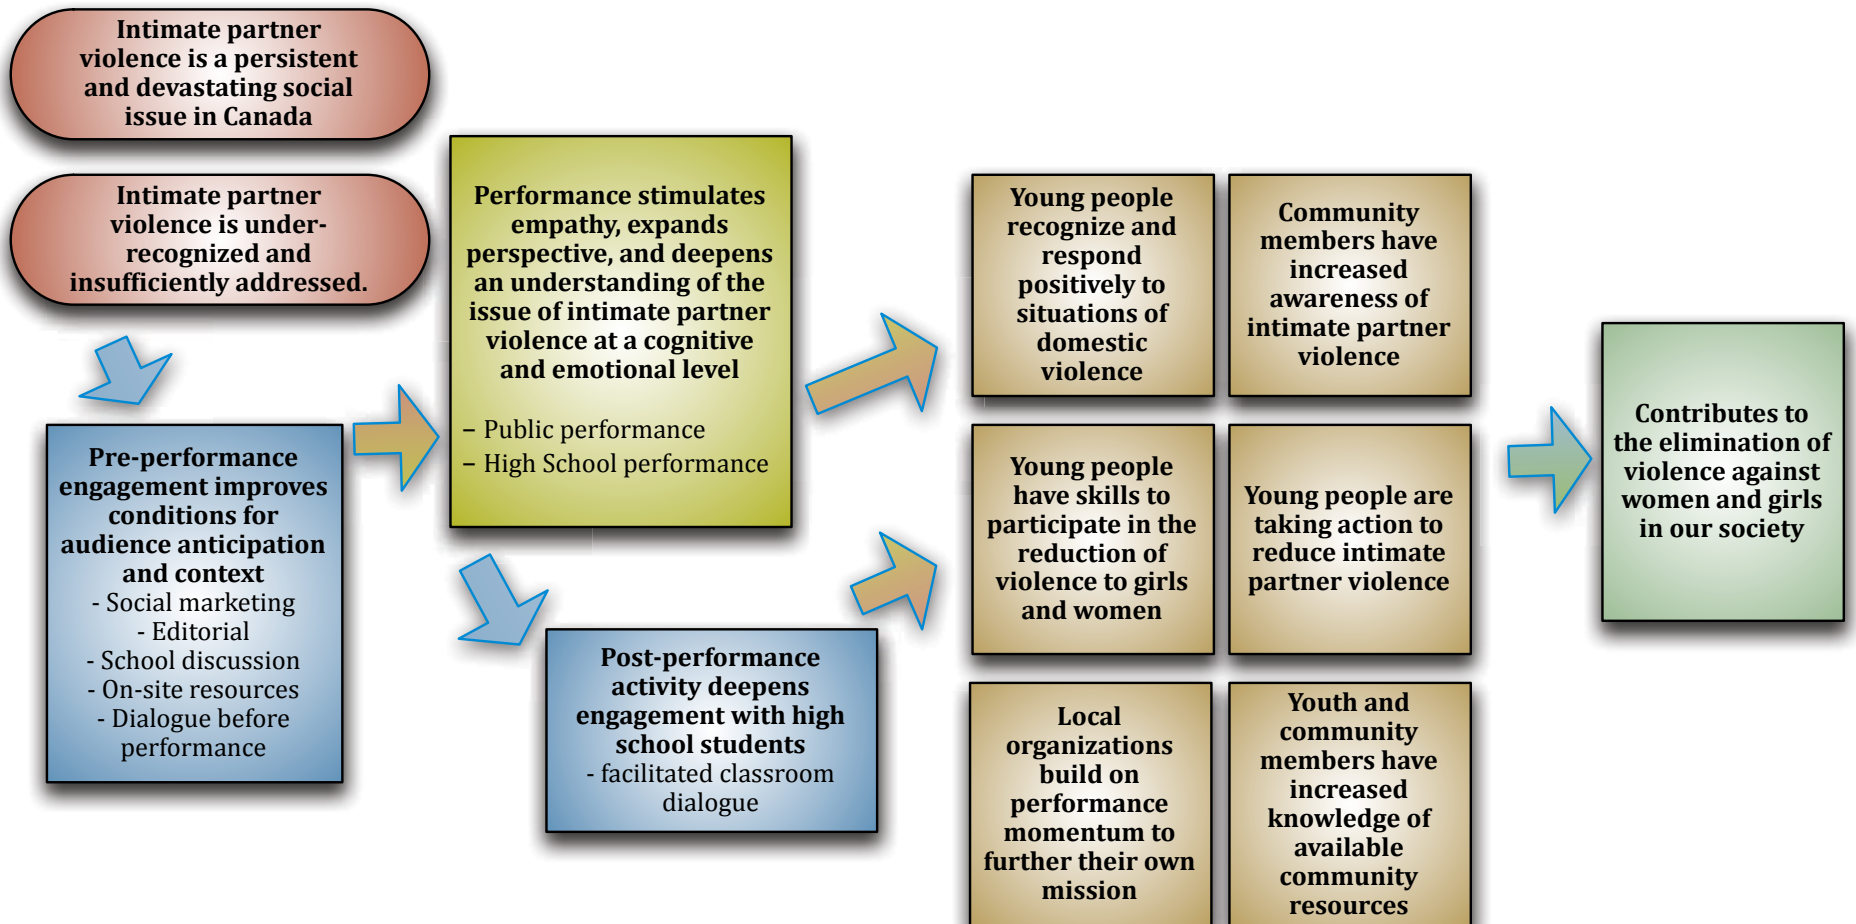 Intimate partner
violence is a persistent
and devastating social
issue in Canada
Intimate partner
violence is under-
recognized and
insufficiently addressed.
Pre-performance
engagement improves
conditions for
audience anticipation
and context
- Social marketing
- Editorial
- School discussion
- On-site resources
- Dialogue before
performance
Performance stimulates
empathy, expands
perspective, and deepens
an understanding of the
issue of intimate partner
violence at a cognitive
and emotional level
– Public performance
– High School performance
Post-performance
activity deepens
engagement with high
school students
- facilitated classroom
dialogue
Young people
recognize and
respond
positively to
situations of
domestic
violence
Community
members have
increased
awareness of
intimate partner
violence
Young people
have skills to
participate in the
reduction of
violence to girls
and women
Young people are
taking action to
reduce intimate
partner violence
Local
organizations
build on
performance
momentum to
further their own
mission
Youth and
community
members have
increased
knowledge of
available
community
resources
Contributes to
the elimination of
violence against
women and girls
in our society